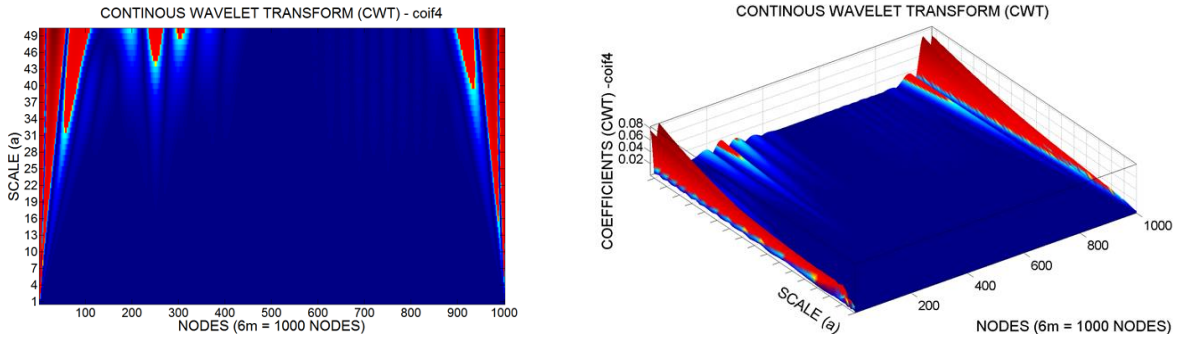 CONTINOUS WAVELET TRANSFORM (CWT) - coif4
SCALE (a)
49
46
43
40
37
34
31
28
25
22
19
16
13
10
7
4
1
100 200 300 400 500 600 700 800 900 1000
NODES (6m = 1000 NODES)
CONTINOUS WAVELET TRANSFORM (CWT)
COEFFICIENTS (CWT) -coif4
0.08
0.06
0.04
0.02
SCALE (a)
200 400 600 800 1000
NODES (6m = 1000 NODES)